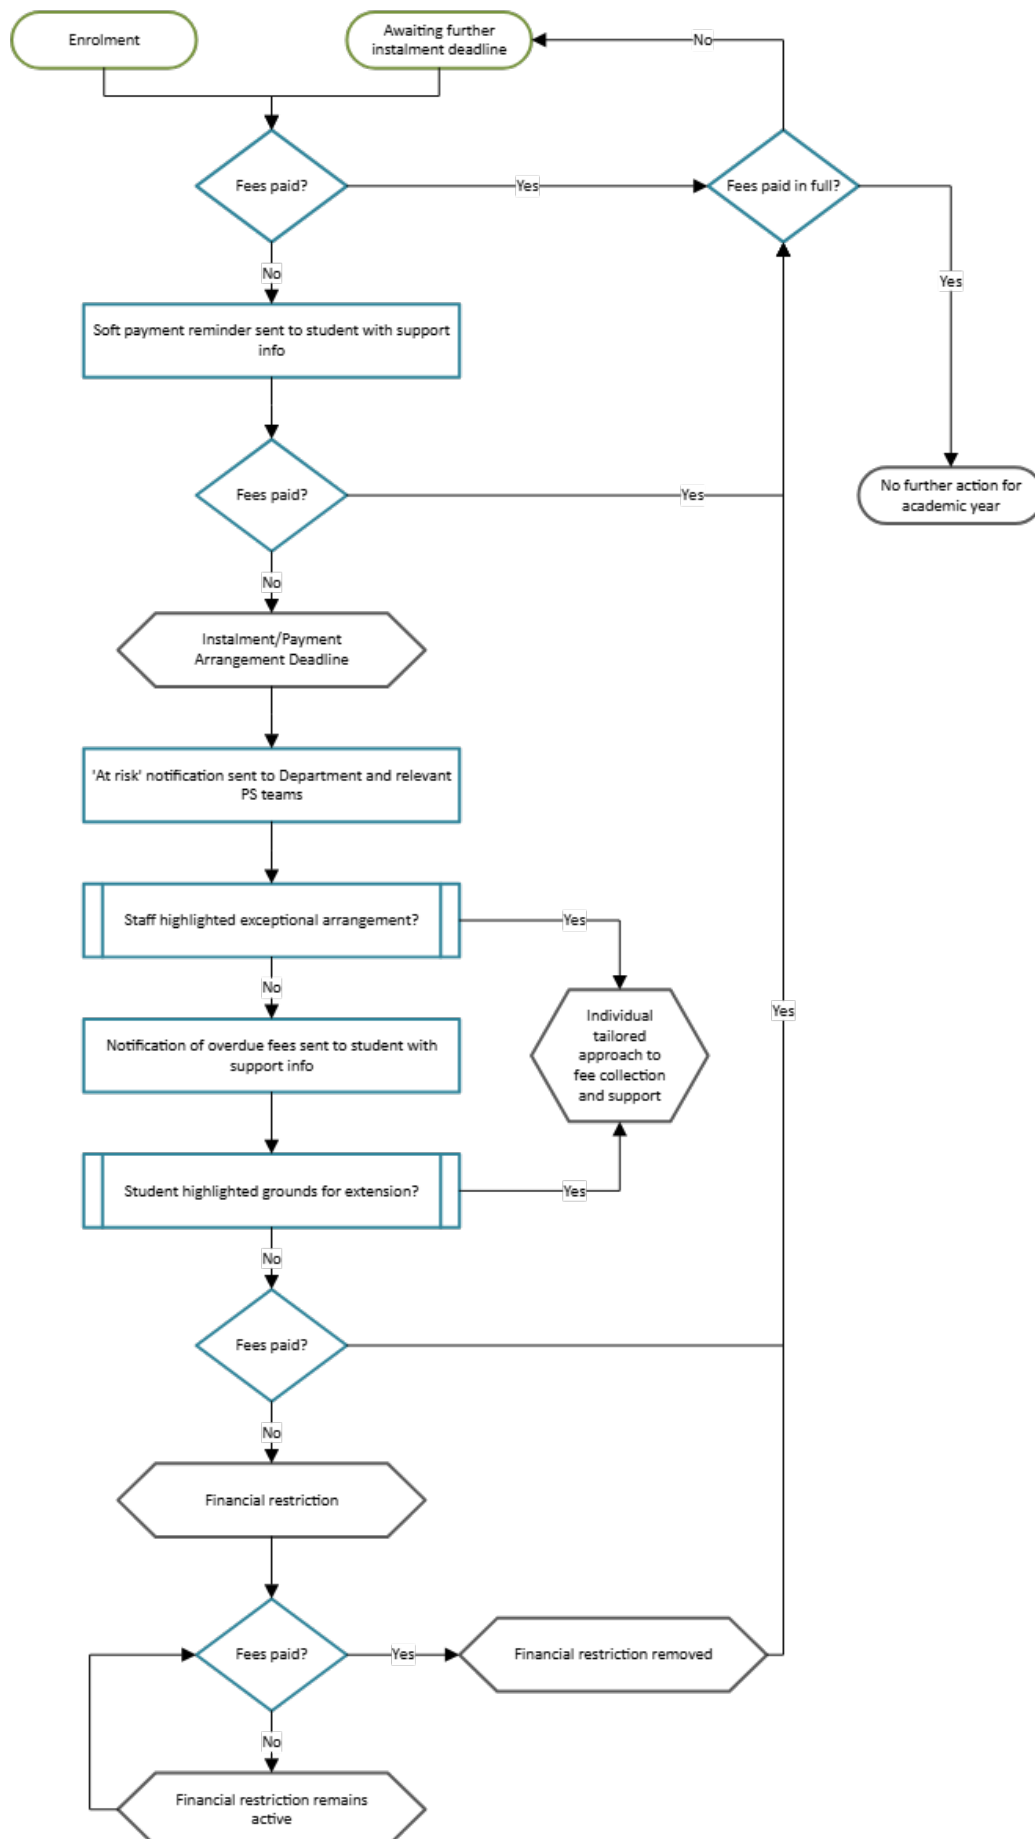 Enrolment
Awaiting further
instalment deadline
No
Fees paid?
Yes
Fees paid in full?
No
Yes
Soft payment reminder sent to student with support
info
Fees paid?
Yes
No further action for
academic year
No
Instalment/Payment
Arrangement Deadline
'At risk' notification sent to Department and relevant
PS teams
Staff highlighted exceptional arrangement?
Yes
No
Individual
tailored
approach to
fee collection
and support
Yes
Notification of overdue fees sent to student with
support info
Student highlighted grounds for extension?
Yes
No
Fees paid?
No
Financial restriction
Fees paid?
Yes
Financial restriction removed
No
Financial restriction remains
active